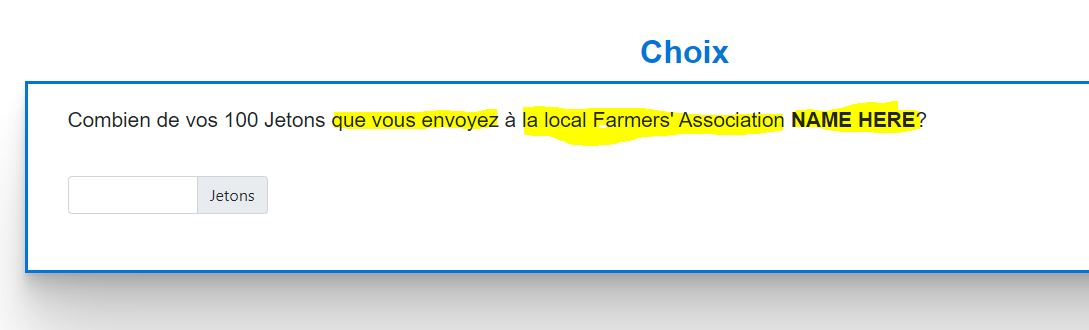 Choix
Combien de vos 100 Jetons que vous envoyez à la local Farmers' Association NAME HERE?
Jetons